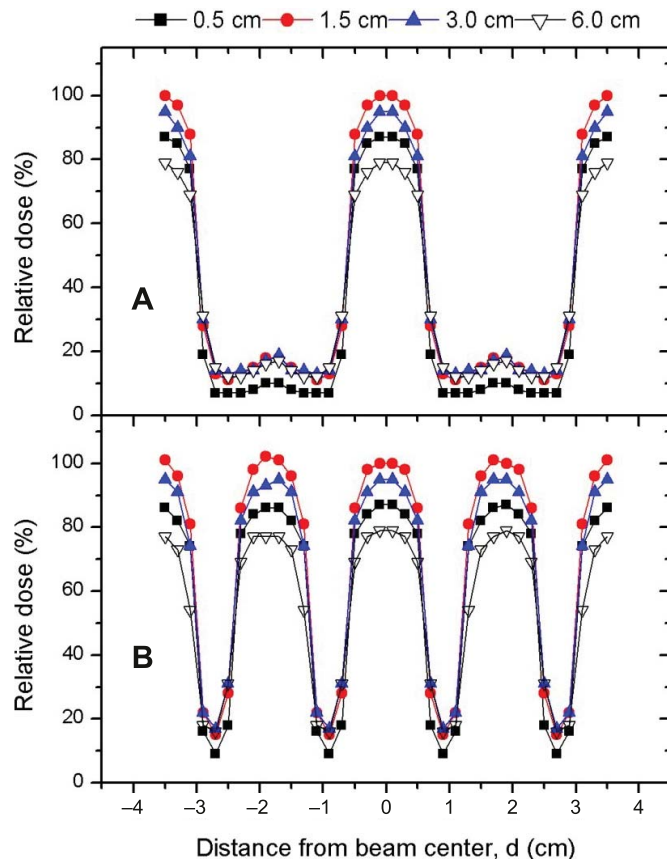 0.5 cm 1.5 cm 3.0 cm 6.0 cm
100
80
60
40
20
0
Relative dose (%)
A
100
80
60
40
20
0
Relative dose (%)
B
–4 –3 –2 –1 0 1 2 3 4
Distance from beam center, d (cm)